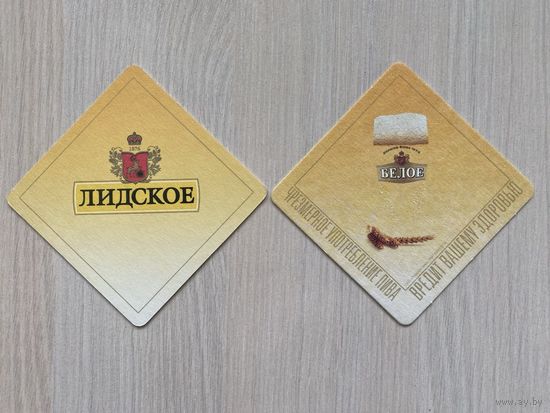 1876
ЛИДСКОЕ
БЕЛОЕ
ЧРЕЗМЕРНОЕ УПОТРЕБЛЕНИЕ ПИВА
ВРЕДИТ ВАШЕМУ ЗДОРОВЬЮ
www.ay.by